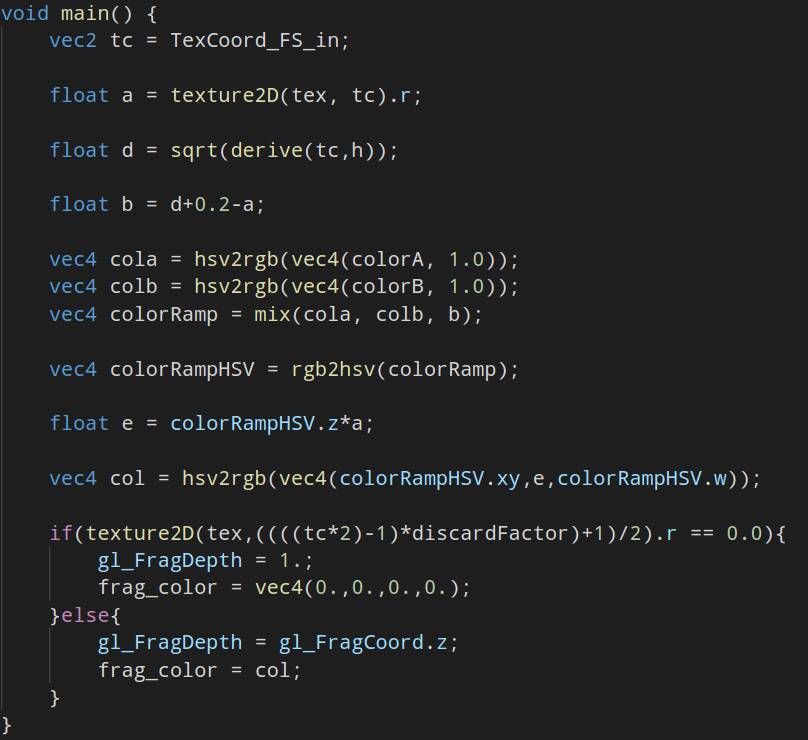 void main() {
    vec2 tc = TexCoord_FS_in;
    float a = texture2D(tex, tc).r;
    float d = sqrt(derive(tc,h));
    float b = d+0.2-a;
    vec4 cola = hsv2rgb(vec4(colorA, 1.0));
    vec4 colb = hsv2rgb(vec4(colorB, 1.0));
    vec4 colorRamp = mix(cola, colb, b);
    vec4 colorRampHSV = rgb2hsv(colorRamp);
    float e = colorRampHSV.z*a;
    vec4 col = hsv2rgb(vec4(colorRampHSV.xy,e,colorRampHSV.w));
    if(texture2D(tex,((((tc*2)-1)*discardFactor)+1)/2).r == 0.0){
        gl_FragDepth = 1.;
        frag_color = vec4(0.,0.,0.,0.);
    }else{
        gl_FragDepth = gl_FragCoord.z;
        frag_color = col;
    }
}